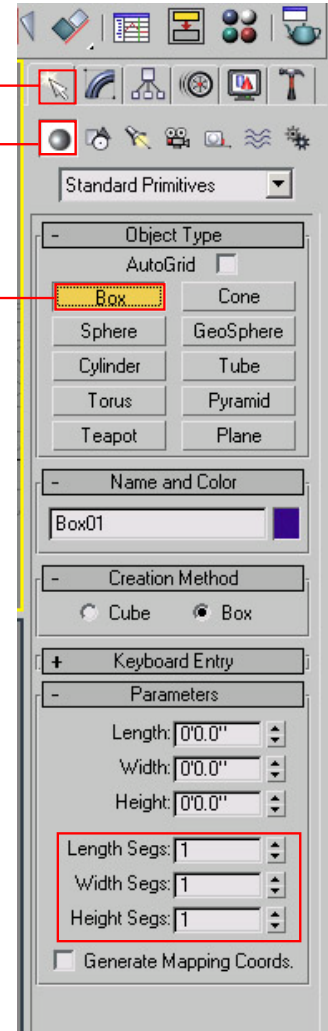 Standard Primitives
- Object Type
AutoGrid
Box Cone
Sphere GeoSphere
Cylinder Tube
Torus Pyramid
Teapot Plane
- Name and Color
Box01
- Creation Method
Cube Box
+ Keyboard Entry
- Parameters
Length: 0'0.0"
Width: 0'0.0"
Height: 0'0.0"
Length Segs: 1
Width Segs: 1
Height Segs: 1
Generate Mapping Coords.